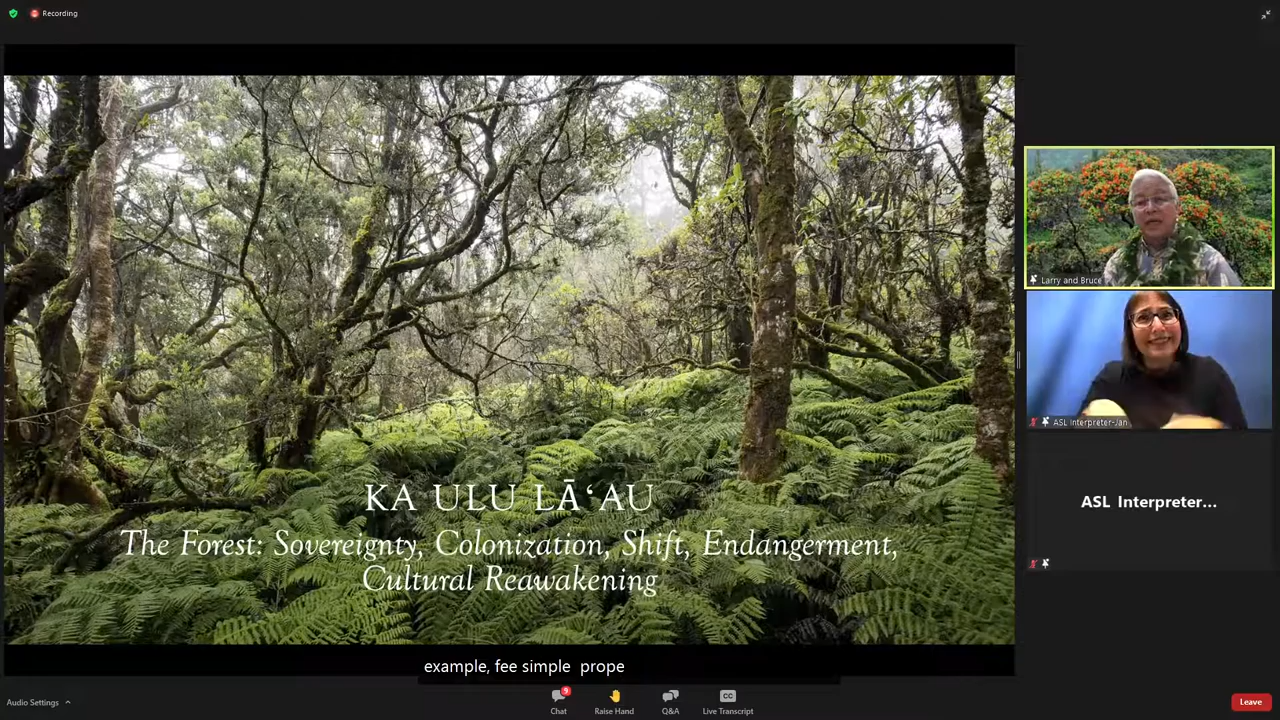 Recording
KA ULU LĀʻAU
The Forest: Sovereignty, Colonization, Shift, Endangerment,
Cultural Reawakening
example, fee simple prope
Larry and Bruce
ASL Interpreter-Jan
ASL Interpreter...
Audio Settings
9
Chat
Raise Hand
Q&A
CC
Live Transcript
Leave